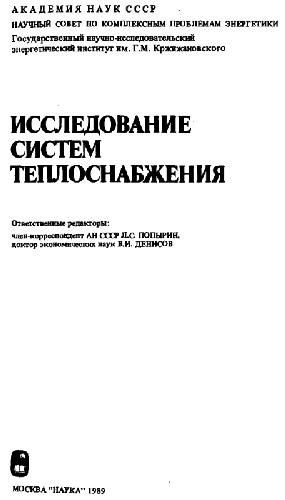 АКАДЕМИЯ НАУК СССР
НАУЧНЫЙ СОВЕТ ПО КОМПЛЕКСНЫМ ПРОБЛЕМАМ ЭНЕРГЕТИКИ
Государственный научно-исследовательский
энергетический институт им. Г.М. Кржижановского
ИССЛЕДОВАНИЕ
СИСТЕМ
ТЕПЛОСНАБЖЕНИЯ
Ответственные редакторы:
член-корреспондент АН СССР Л.С. ПОПЫРИН,
доктор экономических наук В.И. ДЕНИСОВ
МОСКВА "НАУКА" 1989